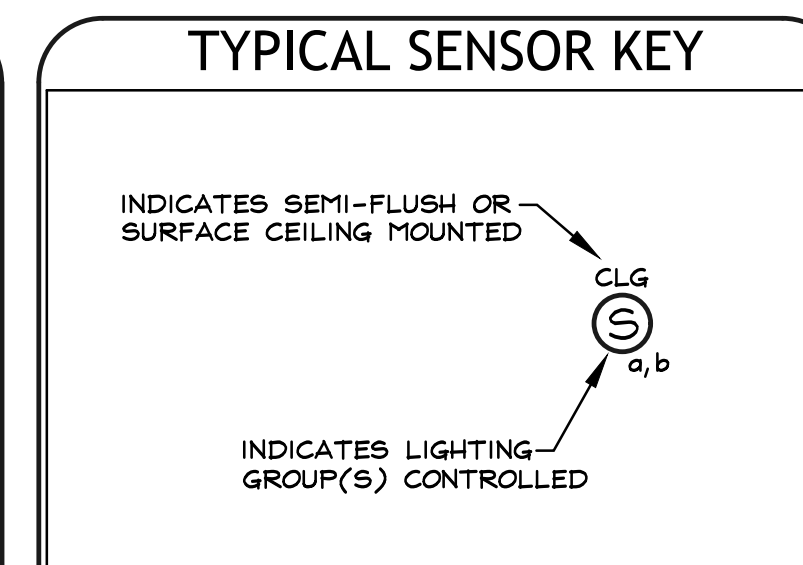 TYPICAL SENSOR KEY
INDICATES SEMI-FLUSH OR
SURFACE CEILING MOUNTED
CLG
S
a,b
INDICATES LIGHTING
GROUP(S) CONTROLLED